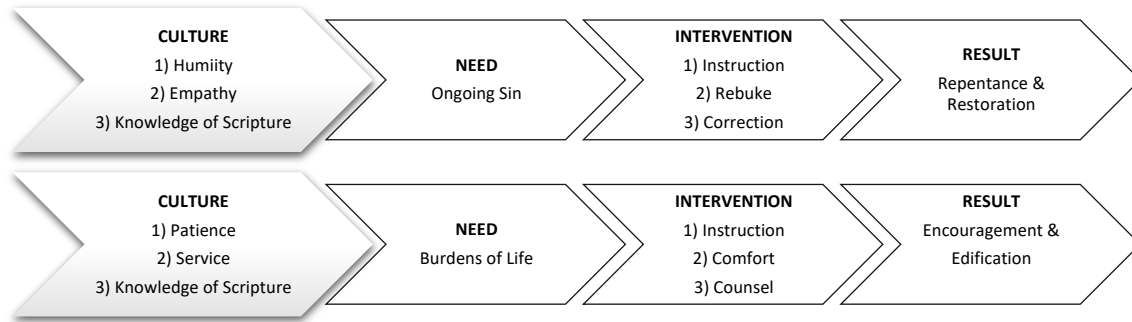 CULTURE
1) Humiity
2) Empathy
3) Knowledge of Scripture
NEED
Ongoing Sin
INTERVENTION
1) Instruction
2) Rebuke
3) Correction
RESULT
Repentance &
Restoration
CULTURE
1) Patience
2) Service
3) Knowledge of Scripture
NEED
Burdens of Life
INTERVENTION
1) Instruction
2) Comfort
3) Counsel
RESULT
Encouragement &
Edification